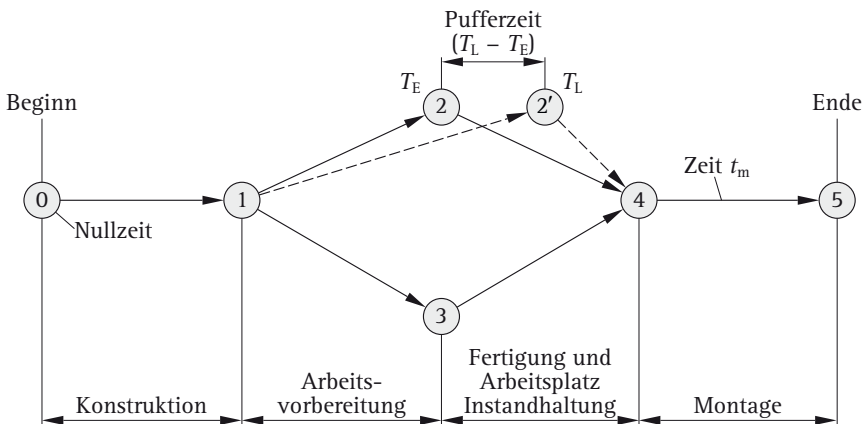 Pufferzeit
(T_L – T_E)
T_E
T_L
Beginn
2
2'
Ende
Zeit t_m
0
1
4
5
Nullzeit
3
Konstruktion
Arbeits-
vorbereitung
Fertigung und
Arbeitsplatz
Instandhaltung
Montage